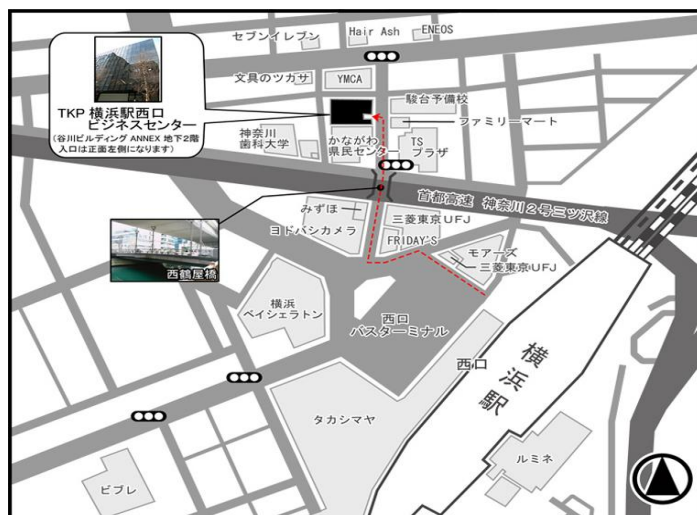 セブンイレブン
Hair Ash
ENEOS
文具のツカサ
YMCA
駿台予備校
ファミリーマート
TKP 横浜駅西口
ビジネスセンター
(谷川ビルディング ANNEX 地下2階
入口は正面左側になります)
神奈川
歯科大学
かながわ
県民センター
TS
プラザ
首都高速 神奈川2号三ツ沢線
みずほ
ヨドバシカメラ
三菱東京UFJ
FRIDAY'S
モアーズ
三菱東京UFJ
西鶴屋橋
横浜
ベイシェラトン
西口
バスターミナル
西口
横浜駅
タカシマヤ
ルミネ
ビブレ